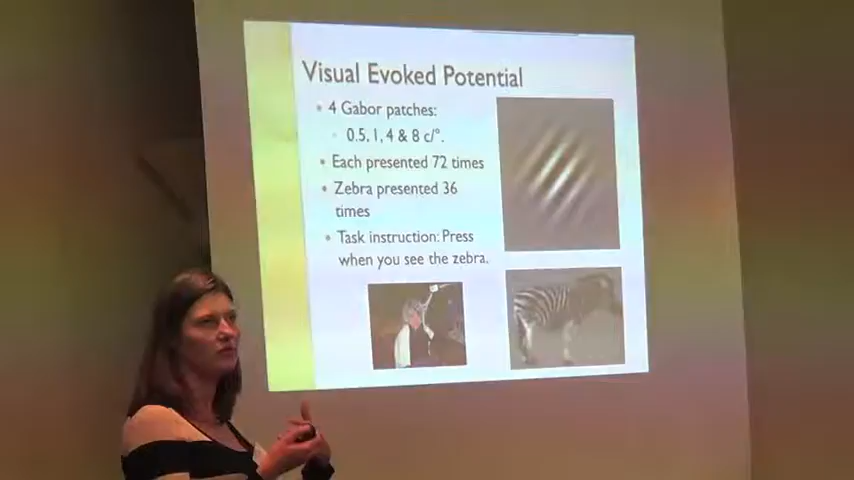 Visual Evoked Potential
• 4 Gabor patches:
◦ 0.5, 1, 4 & 8 c/°.
• Each presented 72 times
• Zebra presented 36
times
• Task instruction: Press
when you see the zebra.